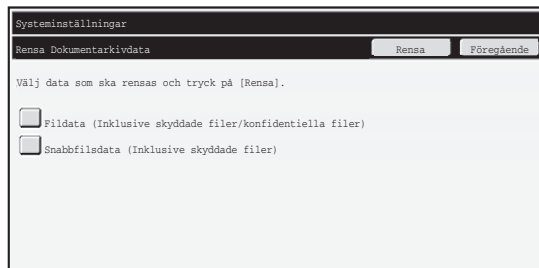 Systeminställningar
Rensa Dokumentarkivdata Rensa Föregående
Välj data som ska rensas och tryck på [Rensa].
Fildata (Inklusive skyddade filer/konfidentiella filer)
Snabbfilsdata (Inklusive skyddade filer)